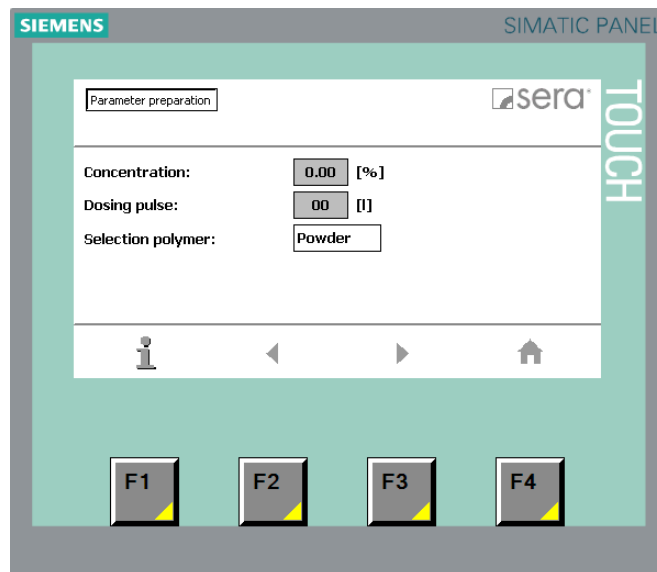 SIEMENS
SIMATIC PANEL
TOUCH
Parameter preparation
sera
Concentration: 0.00 [%]
Dosing pulse: 00 [l]
Selection polymer: Powder
F1 F2 F3 F4